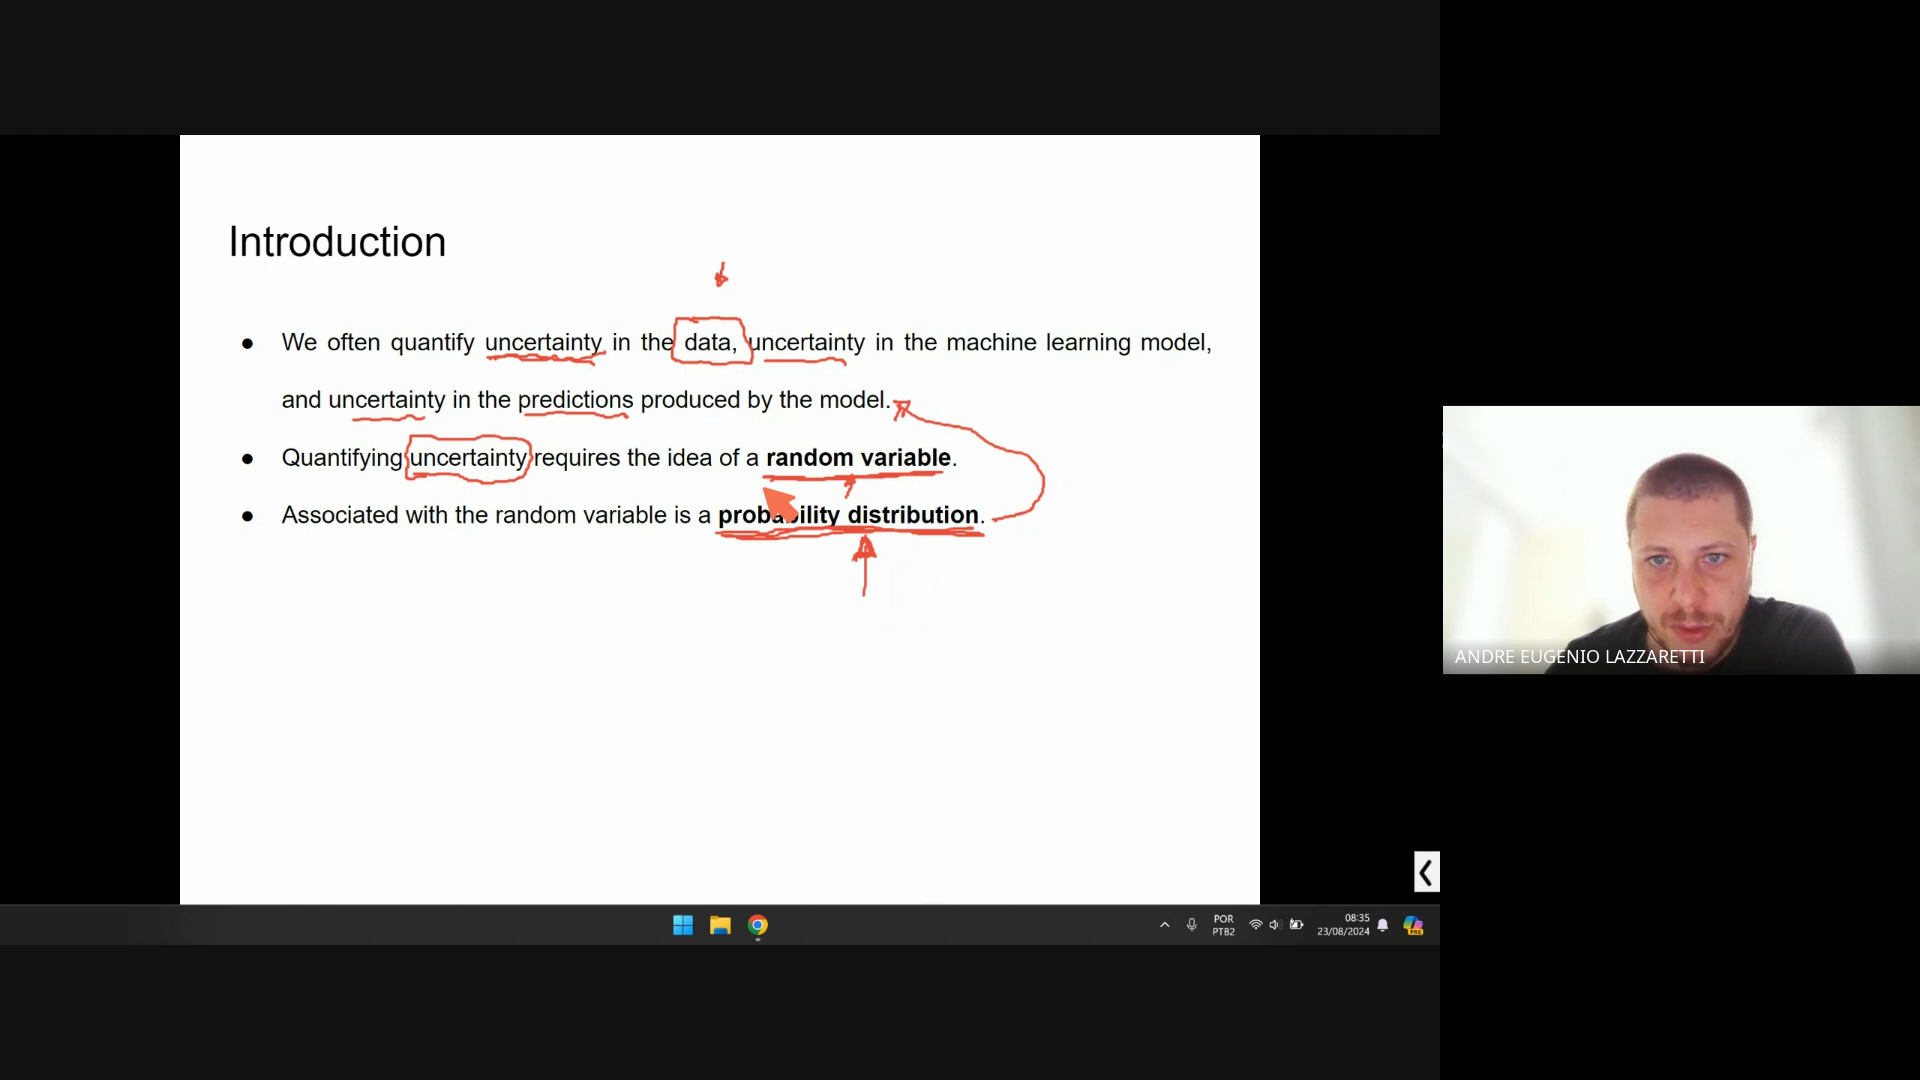 Introduction
● We often quantify uncertainty in the data, uncertainty in the machine learning model,
and uncertainty in the predictions produced by the model.
● Quantifying uncertainty requires the idea of a random variable.
● Associated with the random variable is a probability distribution.
ANDRE EUGENIO LAZZARETTI
POR
PTB2
08:35
23/08/2024
PRE